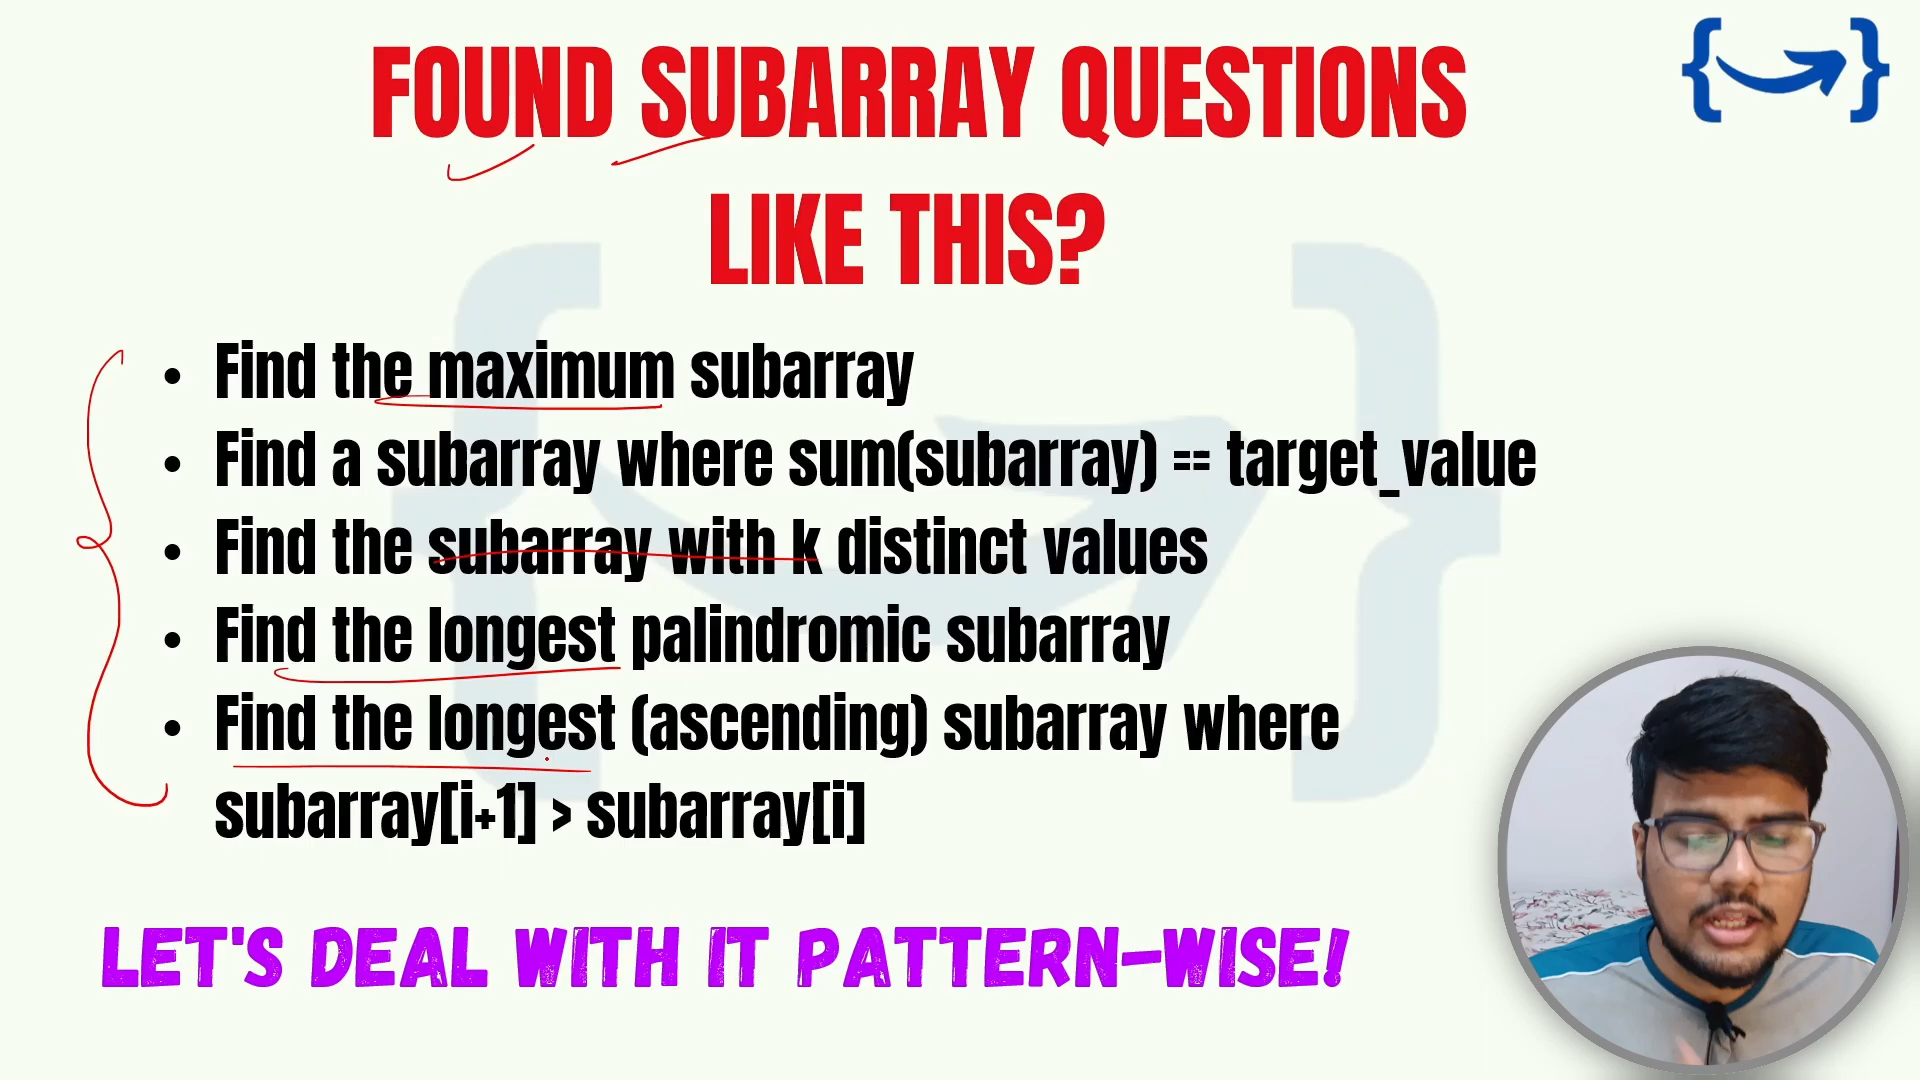 FOUND SUBARRAY QUESTIONS
LIKE THIS?
• Find the maximum subarray
• Find a subarray where sum(subarray) == target_value
• Find the subarray with k distinct values
• Find the longest palindromic subarray
• Find the longest (ascending) subarray where
subarray[i+1] > subarray[i]
LET'S DEAL WITH IT PATTERN-WISE!